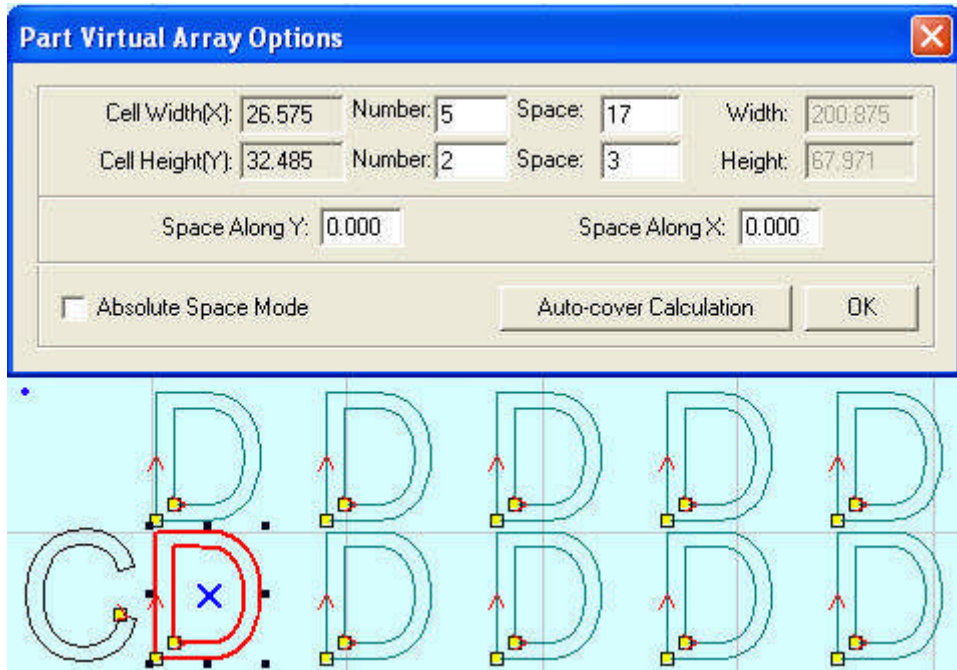 Part Virtual Array Options
Cell Width(X): 26.575 Number: 5 Space: 17 Width: 200.875
Cell Height(Y): 32.485 Number: 2 Space: 3 Height: 67.971
Space Along Y: 0.000 Space Along X: 0.000
Absolute Space Mode Auto-cover Calculation OK
D D D D D
C D D D D D